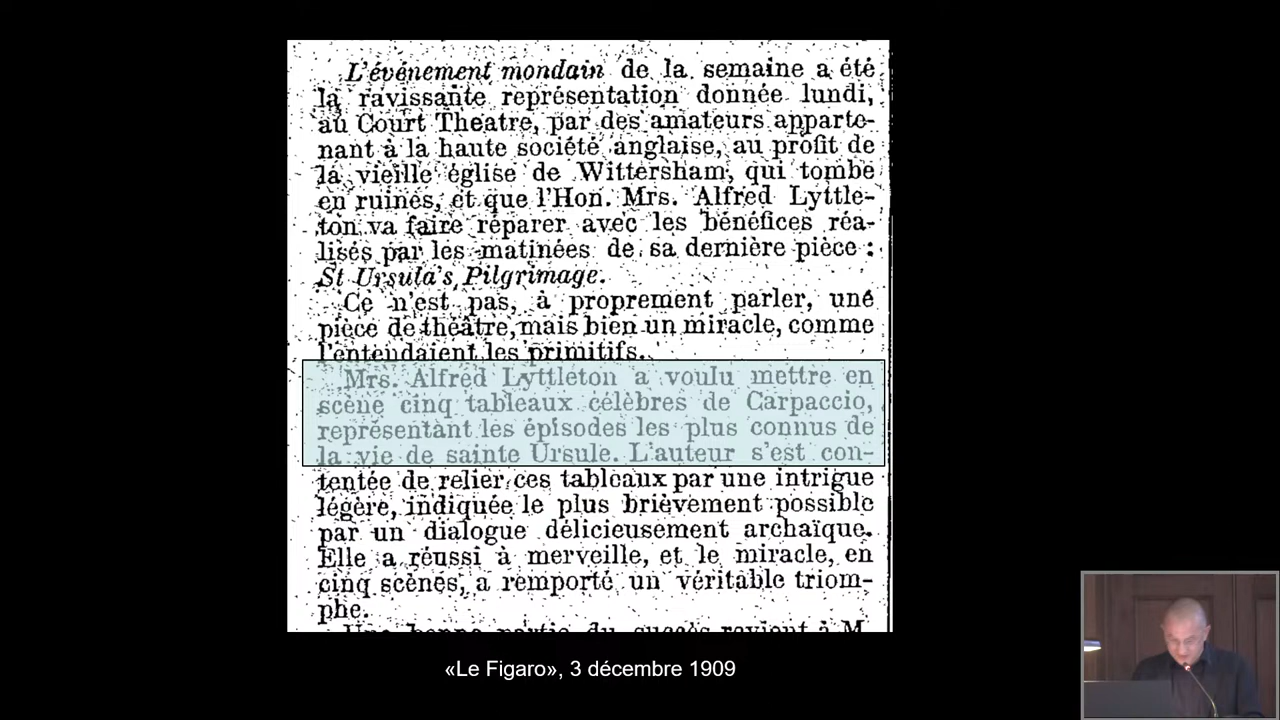 L'événement mondain de la semaine a été
la ravissante représentation donnée lundi,
au Court Theatre, par des amateurs apparte-
nant à la haute société anglaise, au profit de
la vieille église de Wittersham, qui tombe
en ruines, et que l'Hon. Mrs. Alfred Lyttle-
ton va faire réparer avec les bénéfices réa-
lisés par les matinées de sa dernière pièce :
St Ursula's Pilgrimage.
Ce n'est pas, à proprement parler, une
pièce de théâtre, mais bien un miracle, comme
l'entendaient les primitifs.
Mrs. Alfred Lyttleton a voulu mettre en
scène cinq tableaux célèbres de Carpaccio,
représentant les épisodes les plus connus de
la vie de sainte Ursule. L'auteur s'est con-
tentée de relier ces tableaux par une intrigue
légère, indiquée le plus brièvement possible
par un dialogue délicieusement archaïque.
Elle a réussi à merveille, et le miracle, en
cinq scènes, a remporté un véritable triom-
phe.
Une bonne partie du succès revient à M.
«Le Figaro», 3 décembre 1909